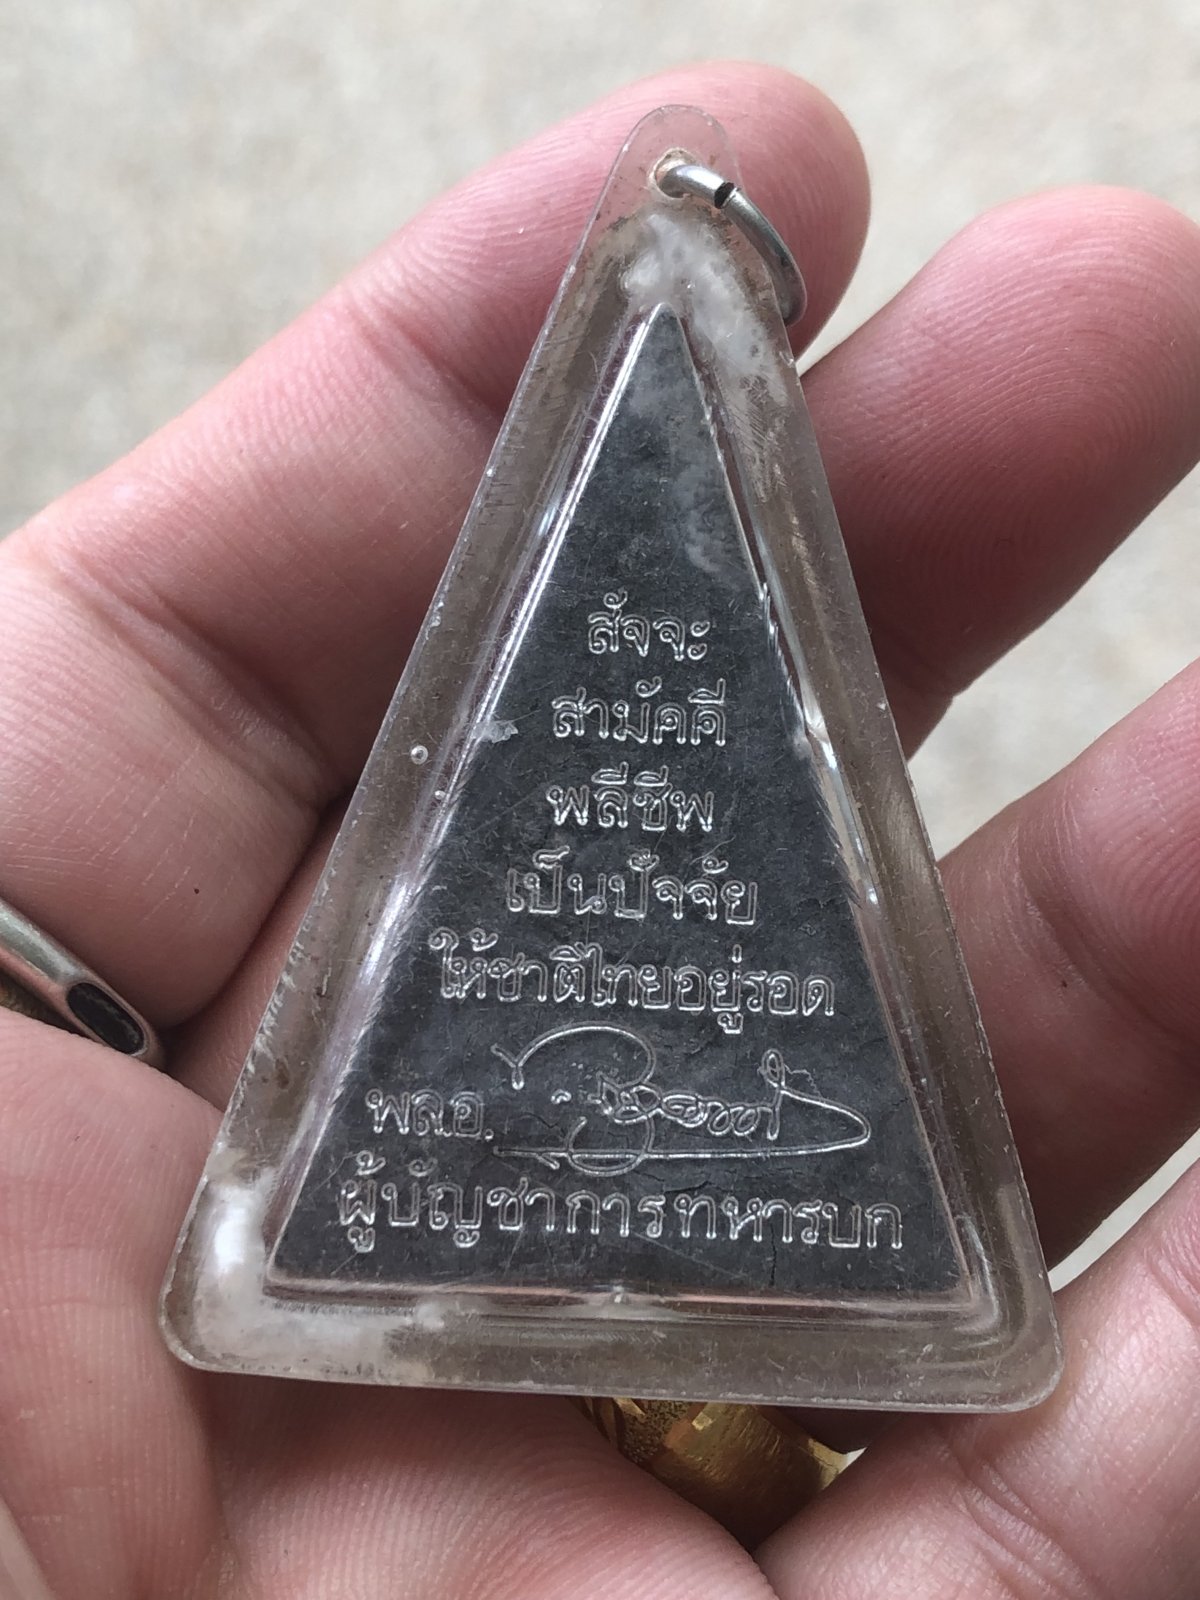 สัจจะ
สามัคคี
พลีชีพ
เป็นปัจจัย
ให้ชาติไทยอยู่รอด
พล.อ.
ผู้บัญชาการทหารบก